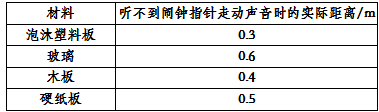 材料 听不到闹钟指针走动声音时的实际距离/m
泡沫塑料板 0.3
玻璃 0.6
木板 0.4
硬纸板 0.5